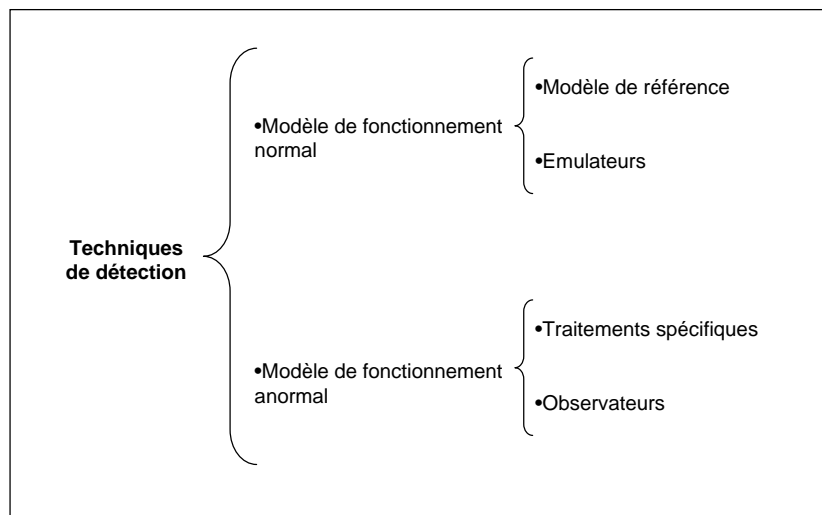 Techniques
de détection
•Modèle de fonctionnement
normal
•Modèle de référence
•Emulateurs
•Modèle de fonctionnement
anormal
•Traitements spécifiques
•Observateurs